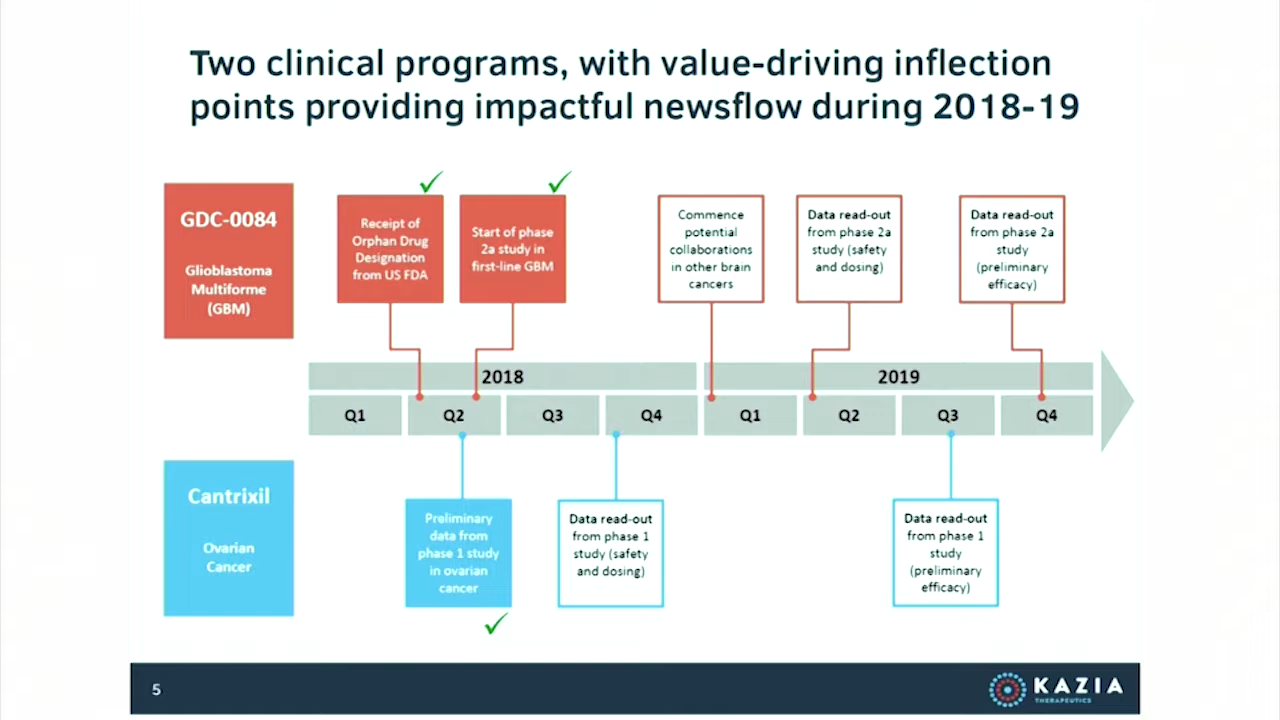 Two clinical programs, with value-driving inflection
points providing impactful newsflow during 2018-19
GDC-0084
Glioblastoma
Multiforme
(GBM)
Receipt of
Orphan Drug
Designation
from US FDA
Start of phase
2a study in
first-line GBM
Commence
potential
collaborations
in other brain
cancers
Data read-out
from phase 2a
study (safety
and dosing)
Data read-out
from phase 2a
study
(preliminary
efficacy)
2018
2019
Q1
Q2
Q3
Q4
Q1
Q2
Q3
Q4
Cantrixil
Ovarian
Cancer
Preliminary
data from
phase 1 study
in ovarian
cancer
Data read-out
from phase 1
study (safety
and dosing)
Data read-out
from phase 1
study
(preliminary
efficacy)
5
KAZIA
THERAPEUTICS